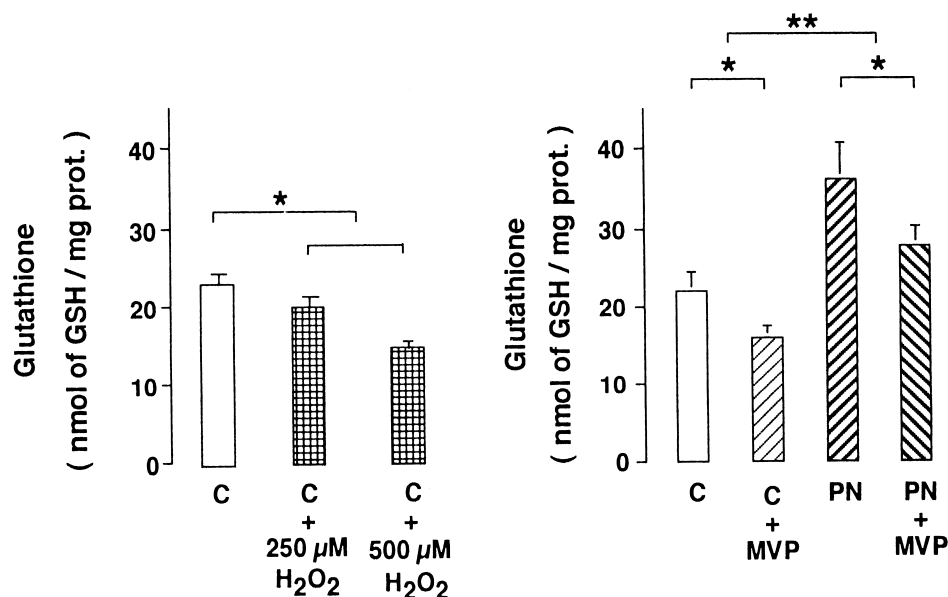 Glutathione
( nmol of GSH / mg prot. )
40
30
20
10
0
*
C
C
+
250 µM
H2O2
C
+
500 µM
H2O2
Glutathione
( nmol of GSH / mg prot. )
40
30
20
10
0
**
*
*
C
C
+
MVP
PN
PN
+
MVP